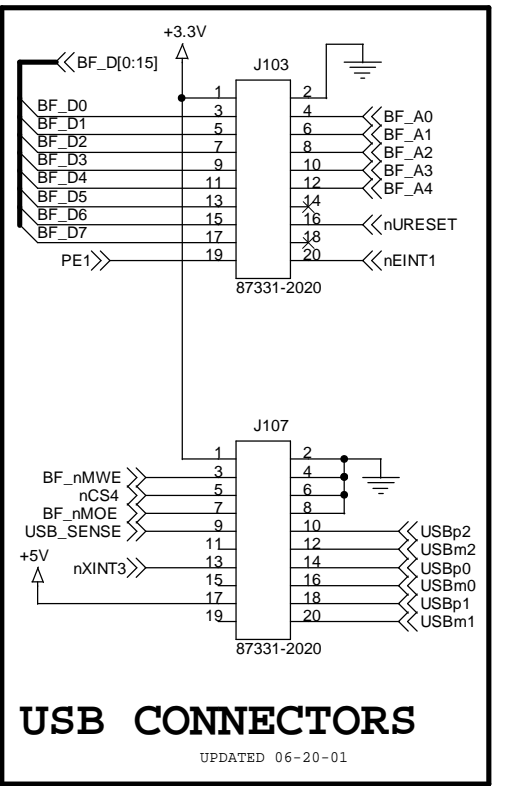 +3.3V
BF_D[0:15]
J103
1 2
BF_D0 3 4 BF_A0
BF_D1 5 6 BF_A1
BF_D2 7 8 BF_A2
BF_D3 9 10 BF_A3
BF_D4 11 12 BF_A4
BF_D5 13 14
BF_D6 15 16 nURESET
BF_D7 17 18
PE1 19 20 nEINT1
87331-2020
J107
1 2
BF_nMWE 3 4
nCS4 5 6
BF_nMOE 7 8
USB_SENSE 9 10 USBp2
11 12 USBm2
+5V
nXINT3 13 14 USBp0
15 16 USBm0
17 18 USBp1
19 20 USBm1
87331-2020
USB CONNECTORS
UPDATED 06-20-01